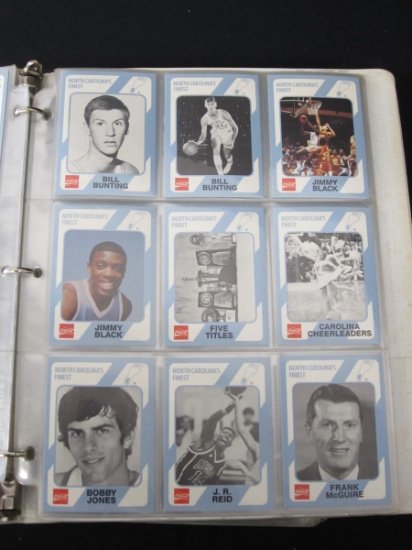 NORTH CAROLINA'S
FINEST
BILL
BUNTING
NORTH CAROLINA'S
FINEST
BILL
BUNTING
NORTH CAROLINA'S
FINEST
JIMMY
BLACK
NORTH CAROLINA'S
FINEST
JIMMY
BLACK
NORTH CAROLINA'S
FINEST
FIVE
TITLES
NORTH CAROLINA'S
FINEST
CAROLINA
CHEERLEADERS
NORTH CAROLINA'S
FINEST
BOBBY
JONES
NORTH CAROLINA'S
FINEST
J. R.
REID
NORTH CAROLINA'S
FINEST
FRANK
McGUIRE